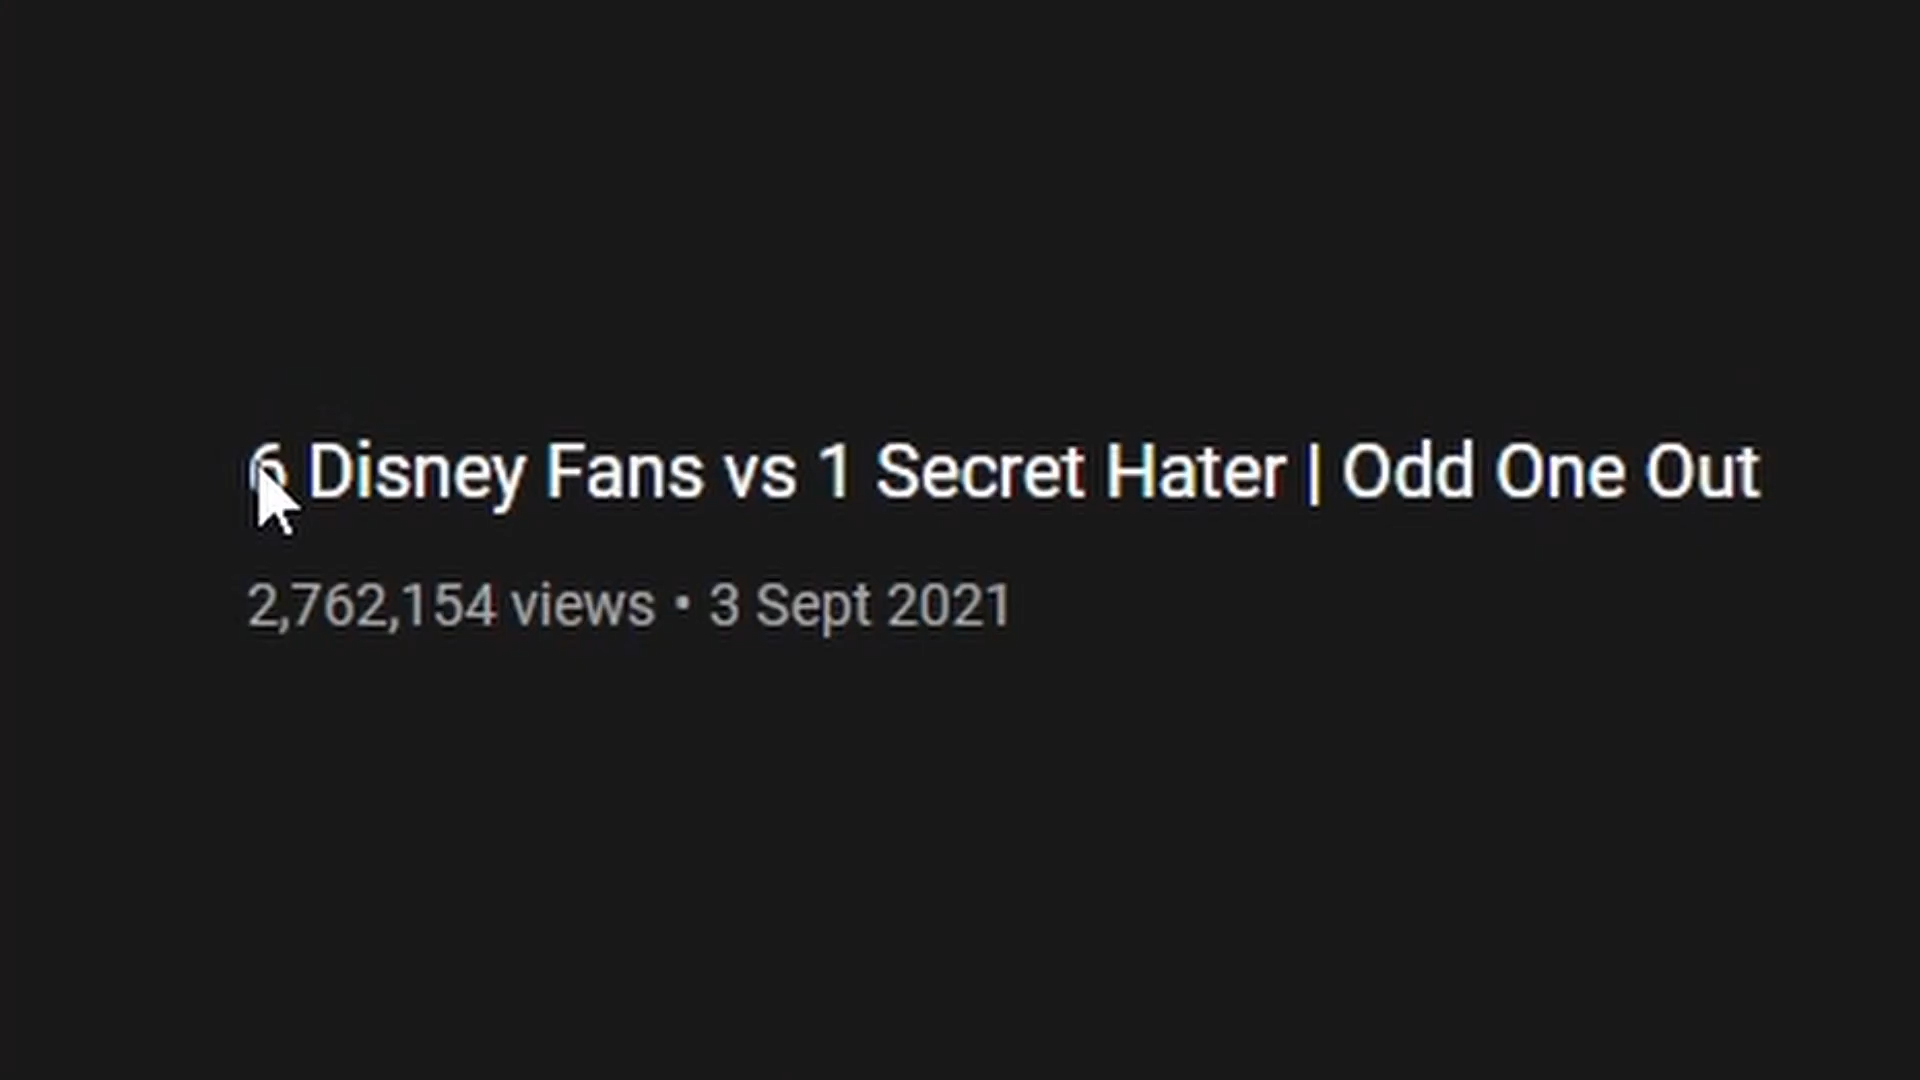 6 Disney Fans vs 1 Secret Hater | Odd One Out
2,762,154 views • 3 Sept 2021